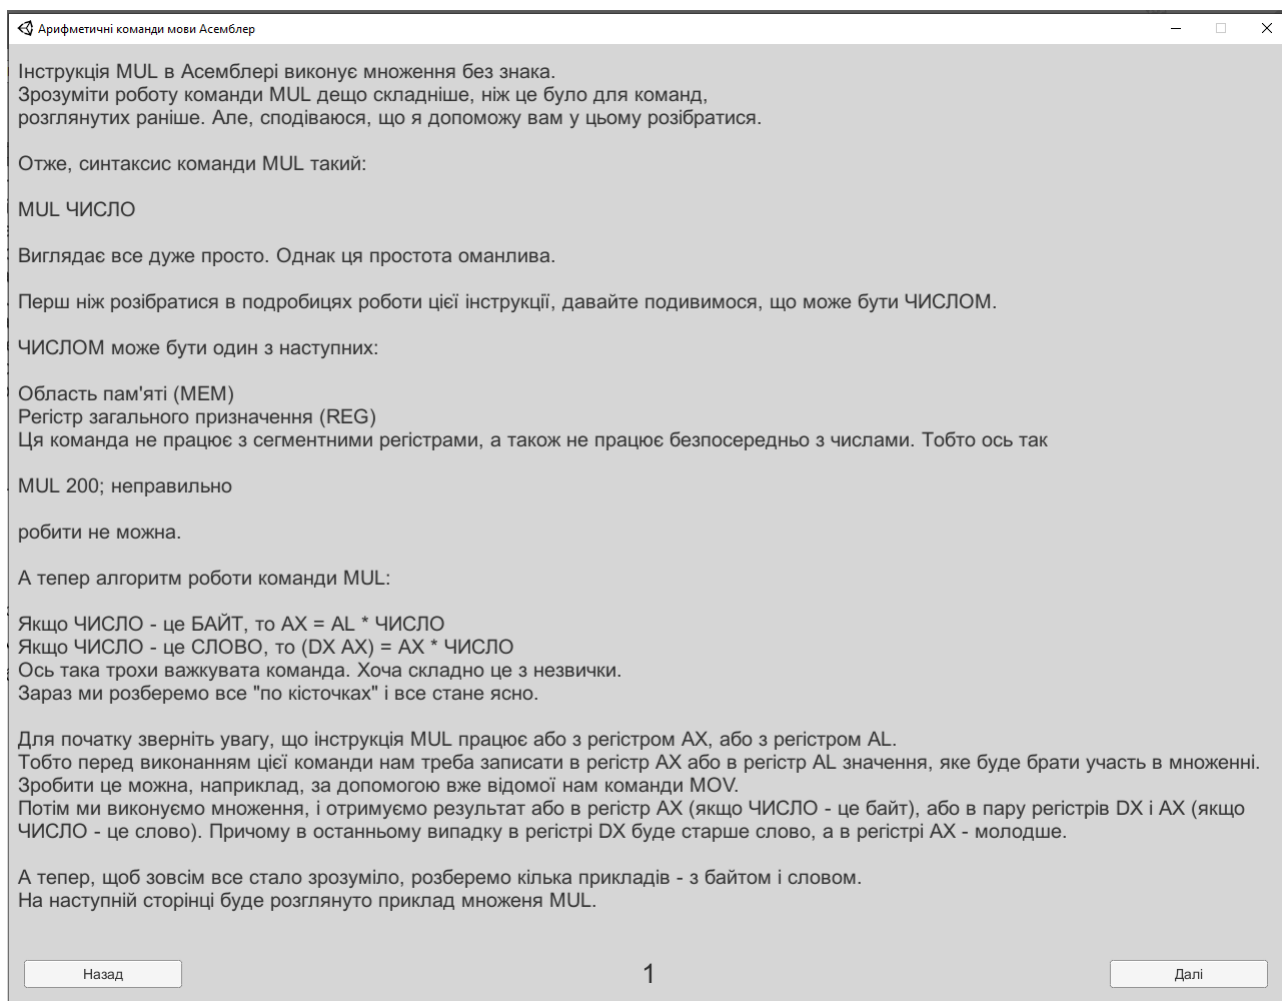 Арифметичні команди мови Асемблер
Інструкція MUL в Асемблері виконує множення без знака.
Зрозуміти роботу команди MUL дещо складніше, ніж це було для команд,
розглянутих раніше. Але, сподіваюся, що я допоможу вам у цьому розібратися.
Отже, синтаксис команди MUL такий:
MUL ЧИСЛО
Виглядає все дуже просто. Однак ця простота оманлива.
Перш ніж розібратися в подробицях роботи цієї інструкції, давайте подивимося, що може бути ЧИСЛОМ.
ЧИСЛОМ може бути один з наступних:
Область пам'яті (MEM)
Регістр загального призначення (REG)
Ця команда не працює з сегментними регістрами, а також не працює безпосередньо з числами. Тобто ось так
MUL 200; неправильно
робити не можна.
А тепер алгоритм роботи команди MUL:
Якщо ЧИСЛО - це БАЙТ, то AX = AL * ЧИСЛО
Якщо ЧИСЛО - це СЛОВО, то (DX AX) = AX * ЧИСЛО
Ось така трохи важкувата команда. Хоча складно це з незвички.
Зараз ми розберемо все "по кісточках" і все стане ясно.
Для початку зверніть увагу, що інструкція MUL працює або з регістром AX, або з регістром AL.
Тобто перед виконанням цієї команди нам треба записати в регістр AX або в регістр AL значення, яке буде брати участь в множенні.
Зробити це можна, наприклад, за допомогою вже відомої нам команди MOV.
Потім ми виконуємо множення, і отримуємо результат або в регістр AX (якщо ЧИСЛО - це байт), або в пару регістрів DX і AX (якщо
ЧИСЛО - це слово). Причому в останньому випадку в регістрі DX буде старше слово, а в регістрі AX - молодше.
А тепер, щоб зовсім все стало зрозуміло, розберемо кілька прикладів - з байтом і словом.
На наступній сторінці буде розглянуто приклад множеня MUL.
Назад
1
Далі